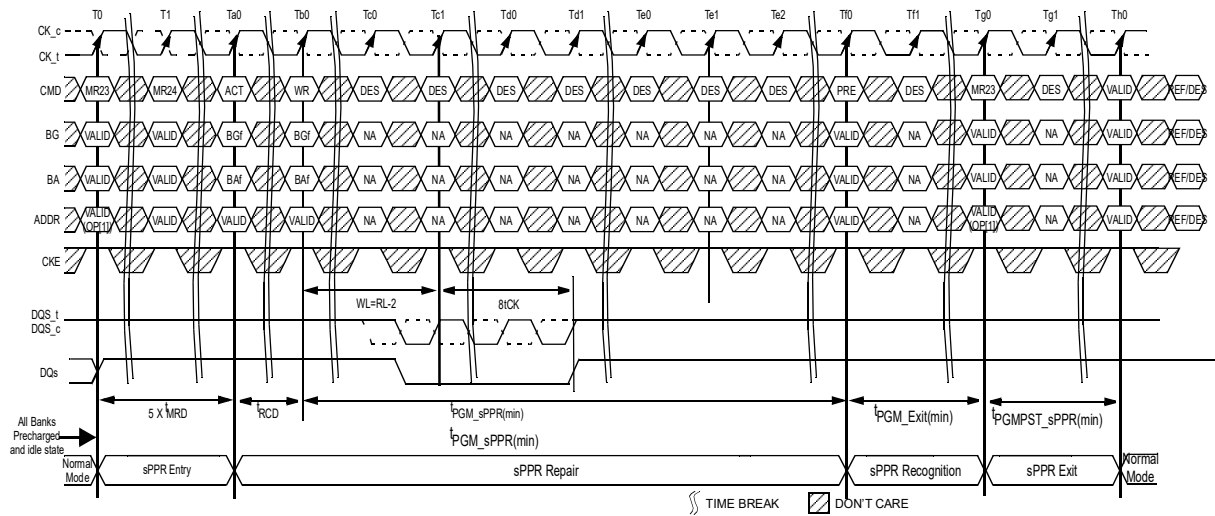 T0 T1 Ta0 Tb0 Tc0 Tc1 Td0 Td1 Te0 Te1 Te2 Tf0 Tf1 Tg0 Tg1 Th0
CK_c
CK_t
CMD MR23 MR24 ACT WR DES DES DES DES DES DES DES PRE DES MR23 DES VALID REF/DES
BG VALID VALID BGf BGf NA NA NA NA NA NA NA VALID NA VALID NA VALID REF/DES
BA VALID VALID BAf BAf NA NA NA NA NA NA NA VALID NA VALID NA VALID REF/DES
ADDR VALID (OP[1]) VALID VALID VALID NA NA NA NA NA NA NA VALID NA VALID (OP[1]) NA VALID REF/DES
CKE
WL=RL-2 8tCK
DQS_t
DQS_c
DQs
5 X tMRD tRCD tPGM_sPPR(min) tPGM_Exit(min) tPGMPST_sPPR(min)
tPGM_sPPR(min)
All Banks
Precharged
and idle state
Normal Mode sPPR Entry sPPR Repair sPPR Recognition sPPR Exit Normal Mode
TIME BREAK DON'T CARE